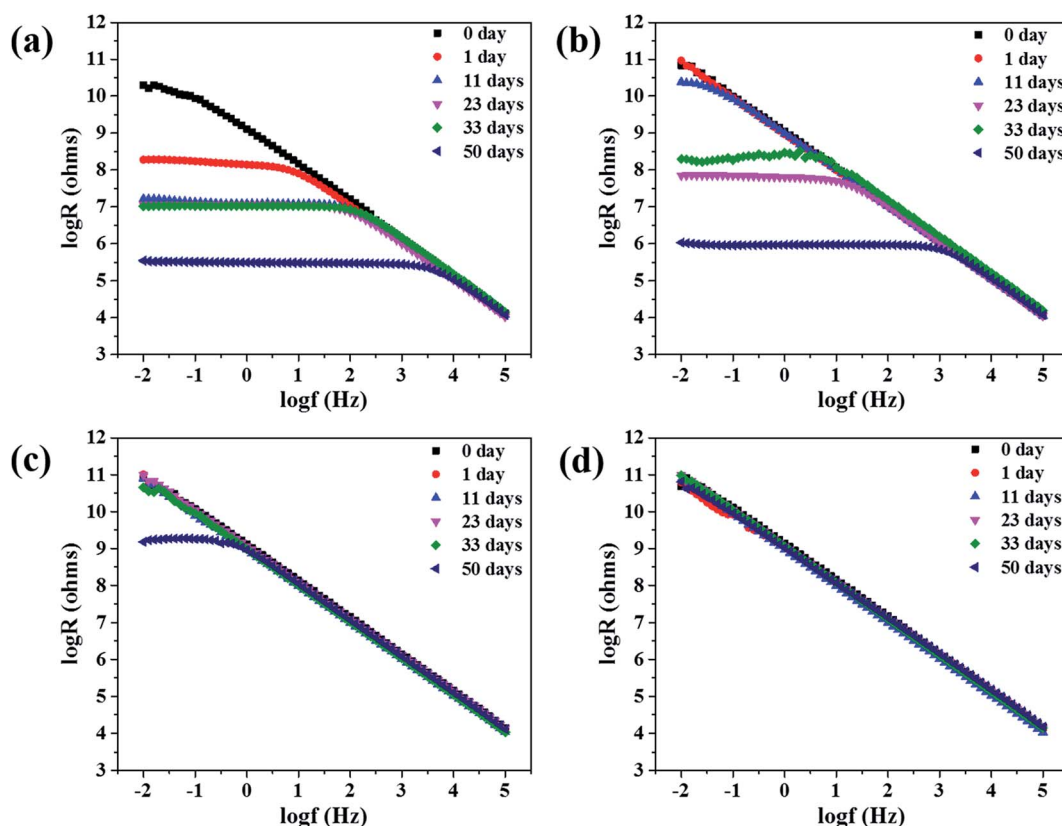 (a)
12
11
10
9
8
7
6
5
4
3
logR (ohms)
-2 -1 0 1 2 3 4 5
logf (Hz)
0 day
1 day
11 days
23 days
33 days
50 days
(b)
12
11
10
9
8
7
6
5
4
3
logR (ohms)
-2 -1 0 1 2 3 4 5
logf (Hz)
0 day
1 day
11 days
23 days
33 days
50 days
(c)
12
11
10
9
8
7
6
5
4
3
logR (ohms)
-2 -1 0 1 2 3 4 5
logf (Hz)
0 day
1 day
11 days
23 days
33 days
50 days
(d)
12
11
10
9
8
7
6
5
4
3
logR (ohms)
-2 -1 0 1 2 3 4 5
logf (Hz)
0 day
1 day
11 days
23 days
33 days
50 days